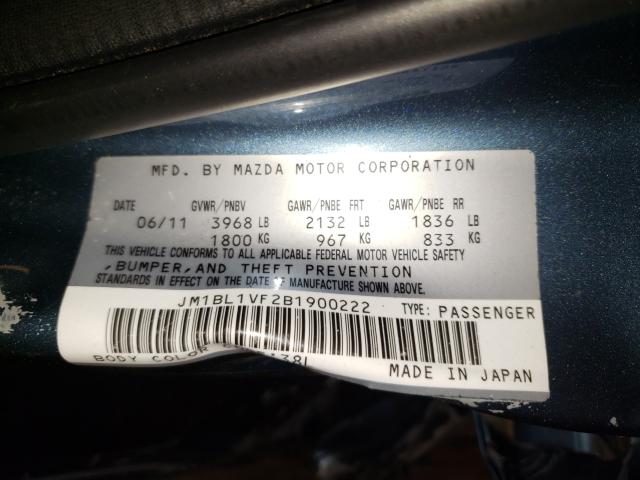 MFD. BY MAZDA MOTOR CORPORATION
DATE GVWR/PNBV GAWR/PNBE FRT GAWR/PNBE RR
06/11 3968 LB 2132 LB 1836 LB
1800 KG 967 KG 833 KG
THIS VEHICLE CONFORMS TO ALL APPLICABLE FEDERAL MOTOR VEHICLE SAFETY
,BUMPER,AND THEFT PREVENTION
STANDARDS IN EFFECT ON THE DATE OF MANUFACTURE SHOWN ABOVE.
JM1BL1VF2B1900222 TYPE: PASSENGER
BODY COLOR
MADE IN JAPAN